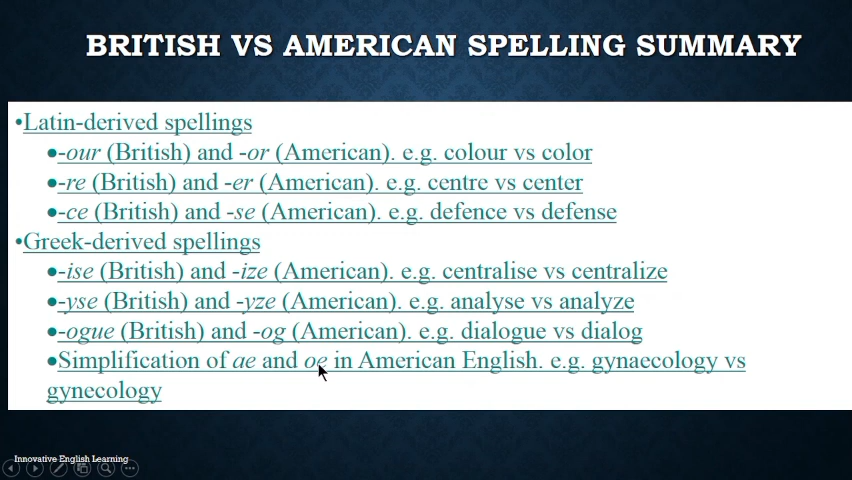 BRITISH VS AMERICAN SPELLING SUMMARY
•Latin-derived spellings
•-our (British) and -or (American). e.g. colour vs color
•-re (British) and -er (American). e.g. centre vs center
•-ce (British) and -se (American). e.g. defence vs defense
•Greek-derived spellings
•-ise (British) and -ize (American). e.g. centralise vs centralize
•-yse (British) and -yze (American). e.g. analyse vs analyze
•-ogue (British) and -og (American). e.g. dialogue vs dialog
•Simplification of ae and oe in American English. e.g. gynaecology vs
gynecology
Innovative English Learning